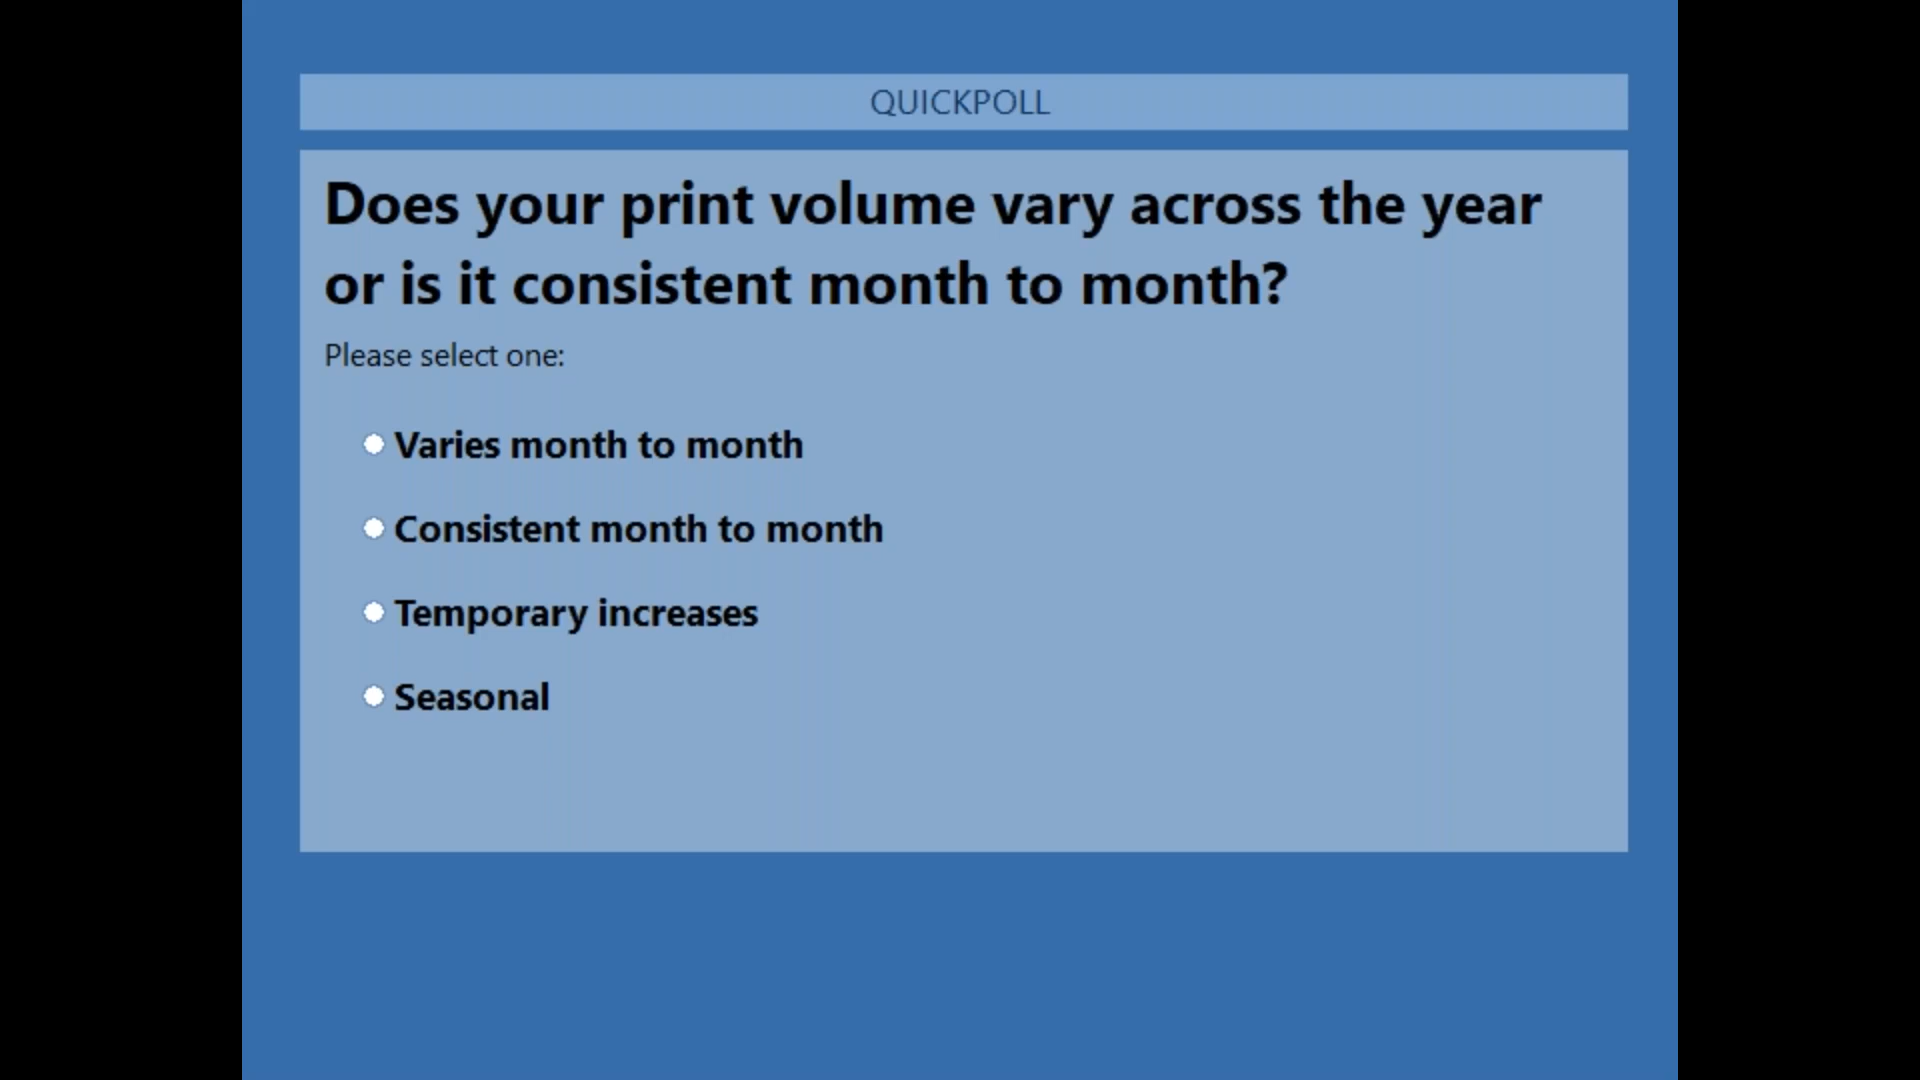 QUICKPOLL
Does your print volume vary across the year
or is it consistent month to month?
Please select one:
Varies month to month
Consistent month to month
Temporary increases
Seasonal